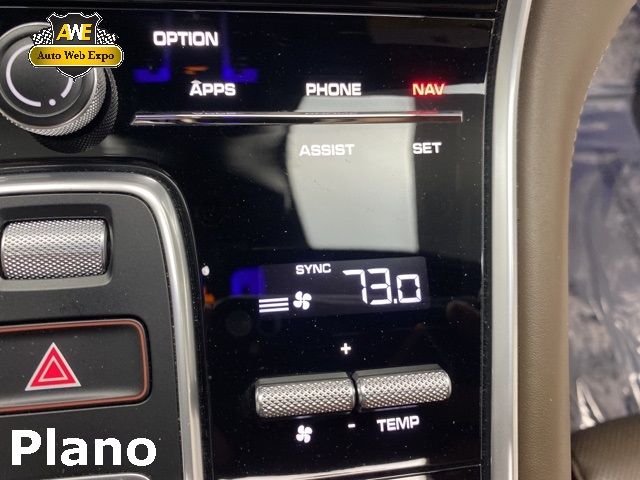 AWE
Auto Web Expo
OPTION
APPS PHONE NAV
ASSIST SET
SYNC
73.0
+
- TEMP
Plano